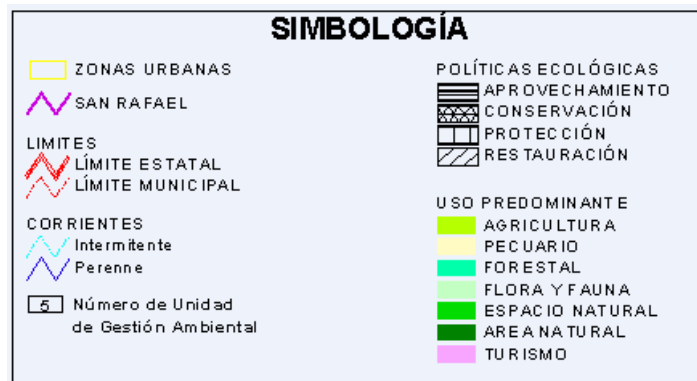 SIMBOLOGÍA
ZONAS URBANAS
SAN RAFAEL
LIMITES
LÍMITE ESTATAL
LÍMITE MUNICIPAL
CORRIENTES
Intermitente
Perenne
5 Número de Unidad
de Gestión Ambiental
POLÍTICAS ECOLÓGICAS
APROVECHAMIENTO
CONSERVACIÓN
PROTECCIÓN
RESTAURACIÓN
USO PREDOMINANTE
AGRICULTURA
PECUARIO
FORESTAL
FLORA Y FAUNA
ESPACIO NATURAL
AREA NATURAL
TURISMO